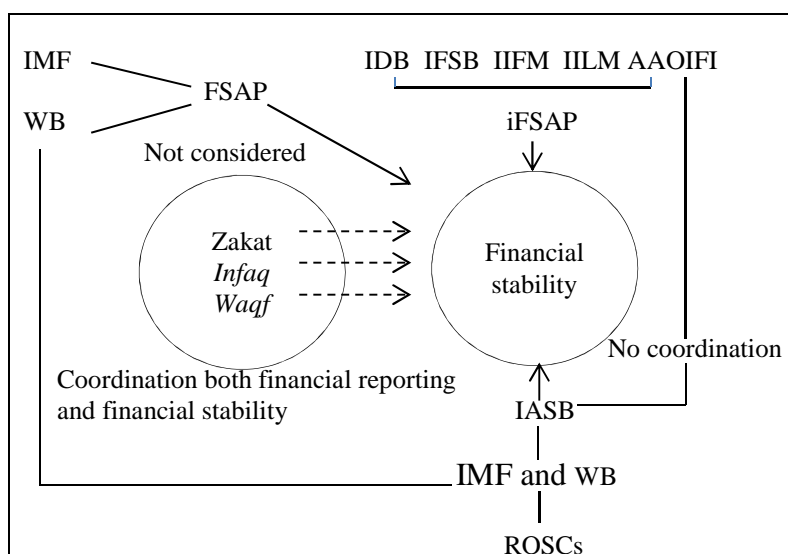 IMF
IDB IFSB IIFM IILM AAOIFI
FSAP
WB
iFSAP
Not considered
Zakat
Infaq
Waqf
Financial
stability
No coordination
Coordination both financial reporting
and financial stability
IASB
IMF and WB
ROSCs